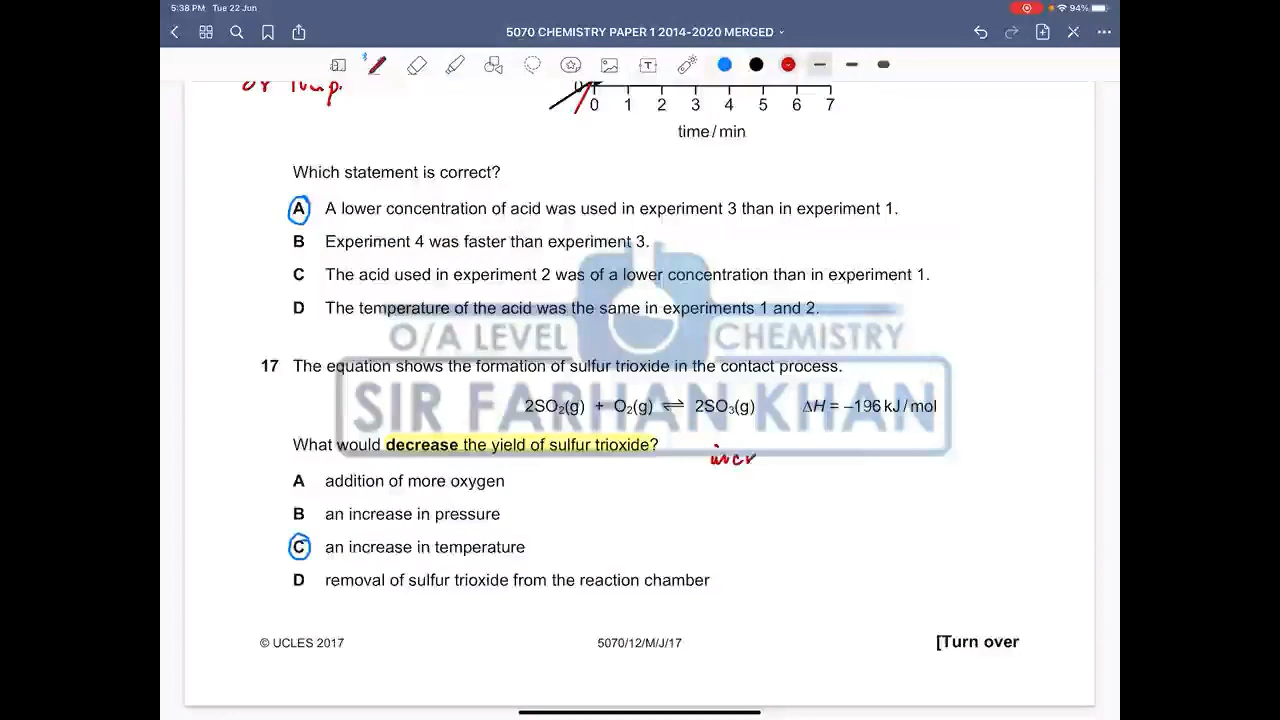 5:38 PM Tue 22 Jun
94%
5070 CHEMISTRY PAPER 1 2014-2020 MERGED
or Temp.
0
0 1 2 3 4 5 6 7
time/min
Which statement is correct?
A A lower concentration of acid was used in experiment 3 than in experiment 1.
B Experiment 4 was faster than experiment 3.
C The acid used in experiment 2 was of a lower concentration than in experiment 1.
D The temperature of the acid was the same in experiments 1 and 2.
O/A LEVEL CHEMISTRY
17 The equation shows the formation of sulfur trioxide in the contact process.
SIR FARHAN KHAN
2SO₂(g) + O₂(g) ⇌ 2SO₃(g) ΔH = –196 kJ/mol
What would decrease the yield of sulfur trioxide?
incr
A addition of more oxygen
B an increase in pressure
C an increase in temperature
D removal of sulfur trioxide from the reaction chamber
© UCLES 2017 5070/12/M/J/17 [Turn over